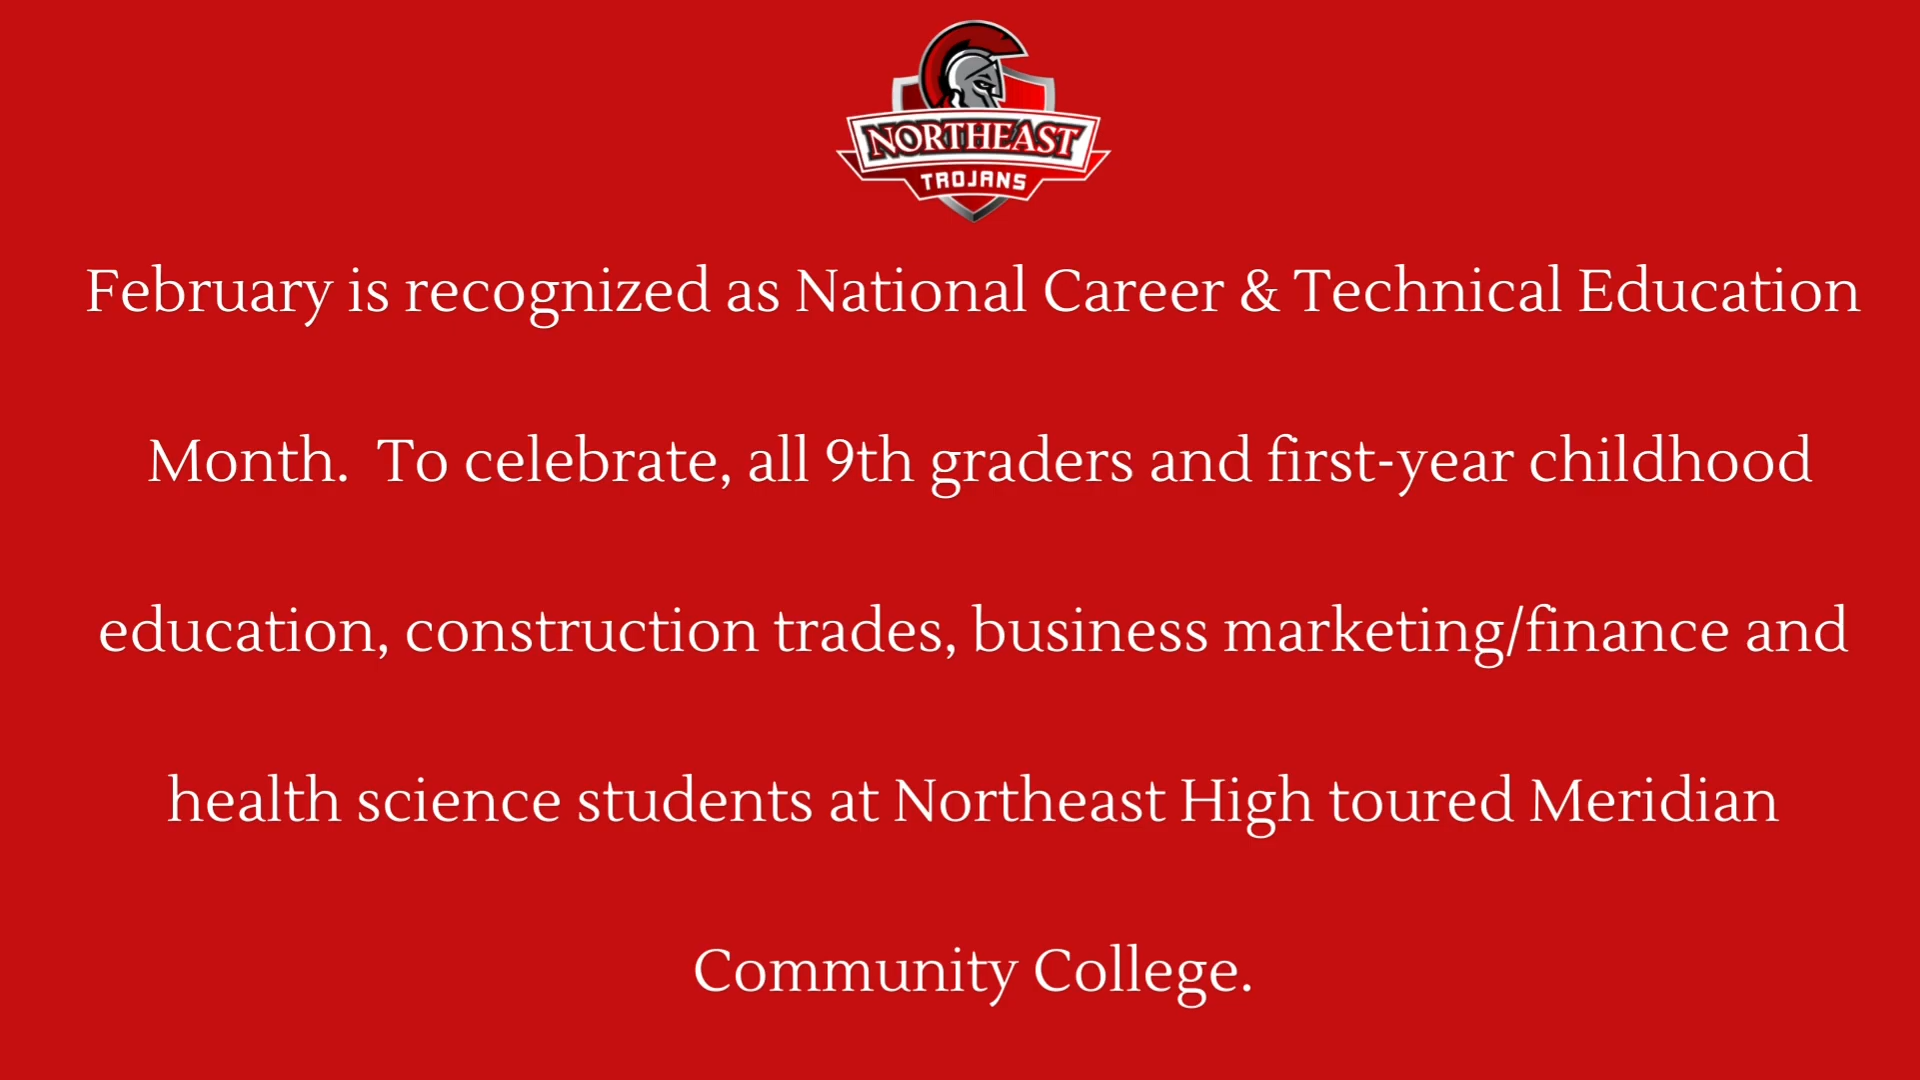 NORTHEAST
TROJANS
February is recognized as National Career & Technical Education
Month.  To celebrate, all 9th graders and first-year childhood
education, construction trades, business marketing/finance and
health science students at Northeast High toured Meridian
Community College.